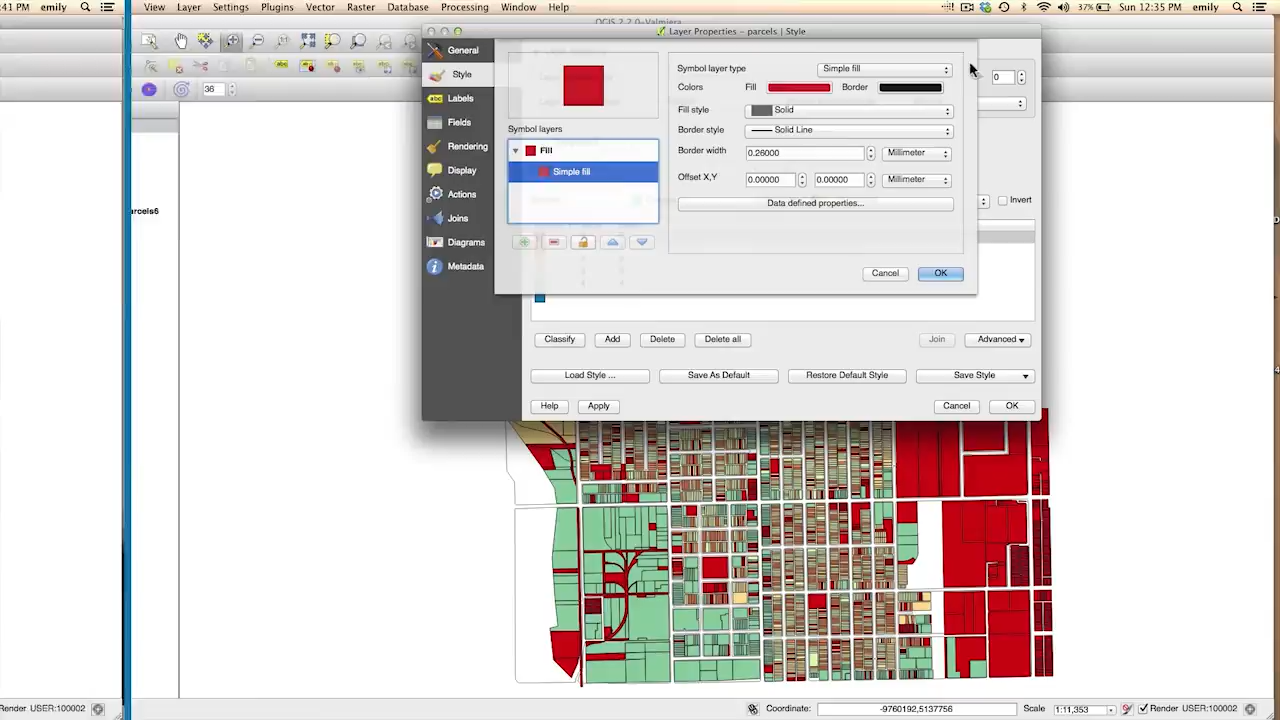 :41 PM emily View Layer Settings Plugins Vector Raster Database Processing Window Help 37% Sun 12:35 PM emily
QGIS 2.2.0-Valmiera
Layer Properties - parcels | Style
General
Style
Labels
Fields
Rendering
Display
Actions
Joins
Diagrams
Metadata
36
arcels6
Symbol layers
Fill
Simple fill
Symbol layer type Simple fill
Colors Fill Border
Fill style Solid
Border style Solid Line
Border width 0.26000 Millimeter
Offset X,Y 0.00000 0.00000 Millimeter
Data defined properties...
Cancel OK
0
Invert
Classify Add Delete Delete all Join Advanced
Load Style ... Save As Default Restore Default Style Save Style
Help Apply Cancel OK
Render USER:100002
Coordinate: -9760192,5137756 Scale 1:11,353 Render USER:100002